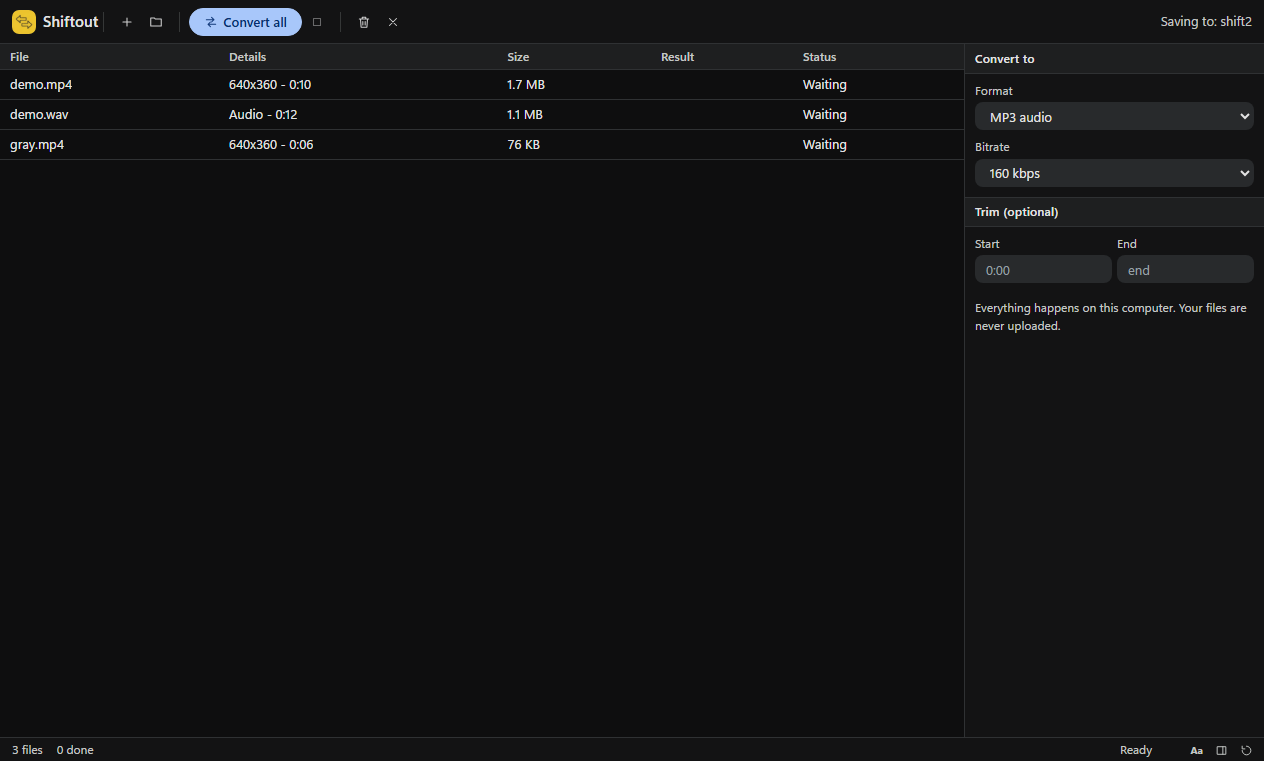 Shiftout
Convert all
Saving to: shift2
File Details Size Result Status
demo.mp4 640x360 - 0:10 1.7 MB Waiting
demo.wav Audio - 0:12 1.1 MB Waiting
gray.mp4 640x360 - 0:06 76 KB Waiting
Convert to
Format
MP3 audio
Bitrate
160 kbps
Trim (optional)
Start End
0:00 end
Everything happens on this computer. Your files are
never uploaded.
3 files 0 done
Ready Aa